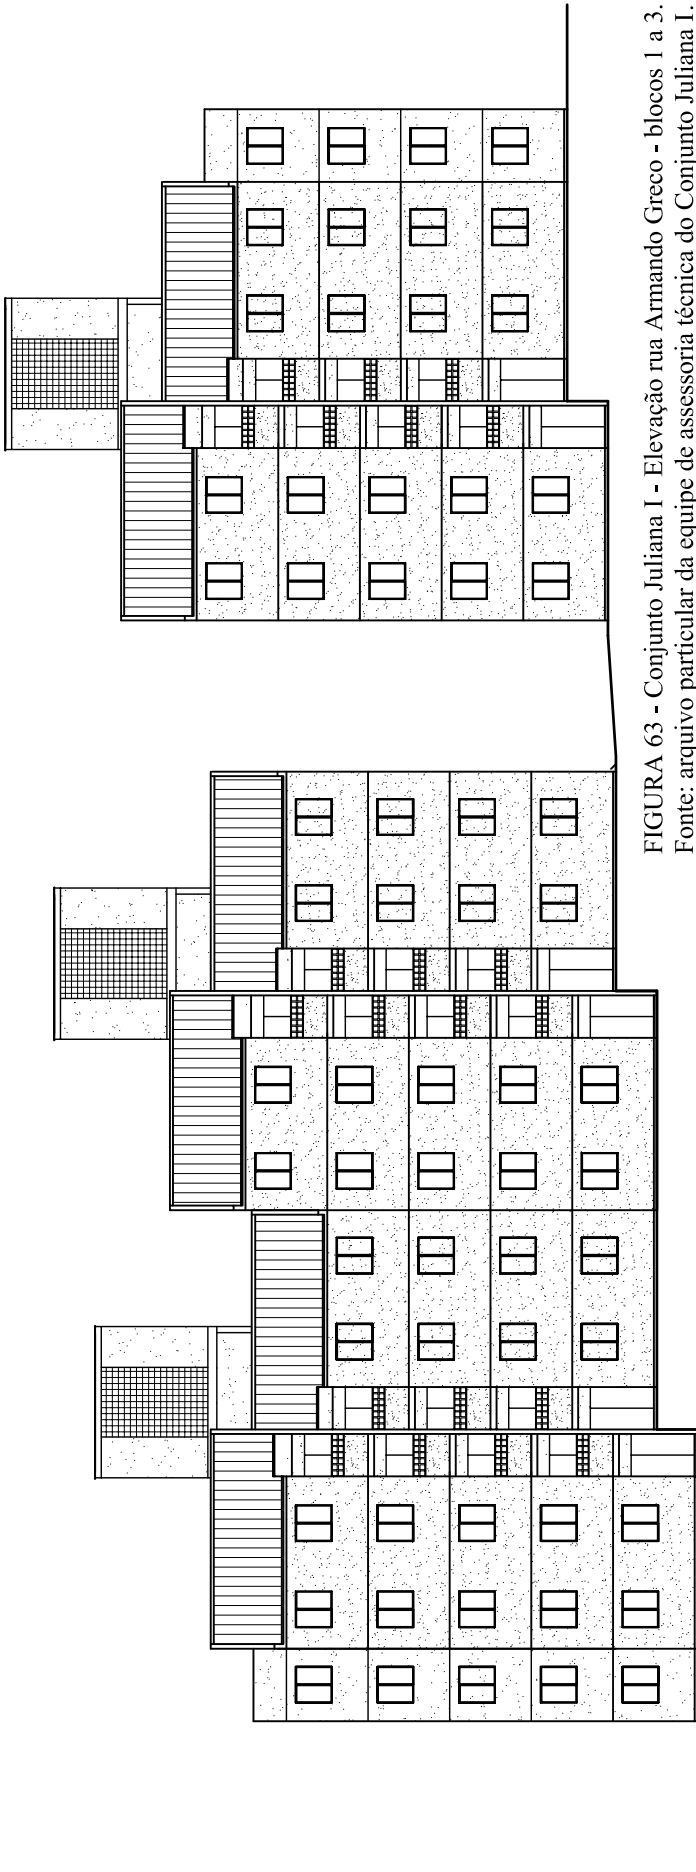 FIGURA 63 - Conjunto Juliana I - Elevação rua Armando Greco - blocos 1 a 3.
Fonte: arquivo particular da equipe de assessoria técnica do Conjunto Juliana I.